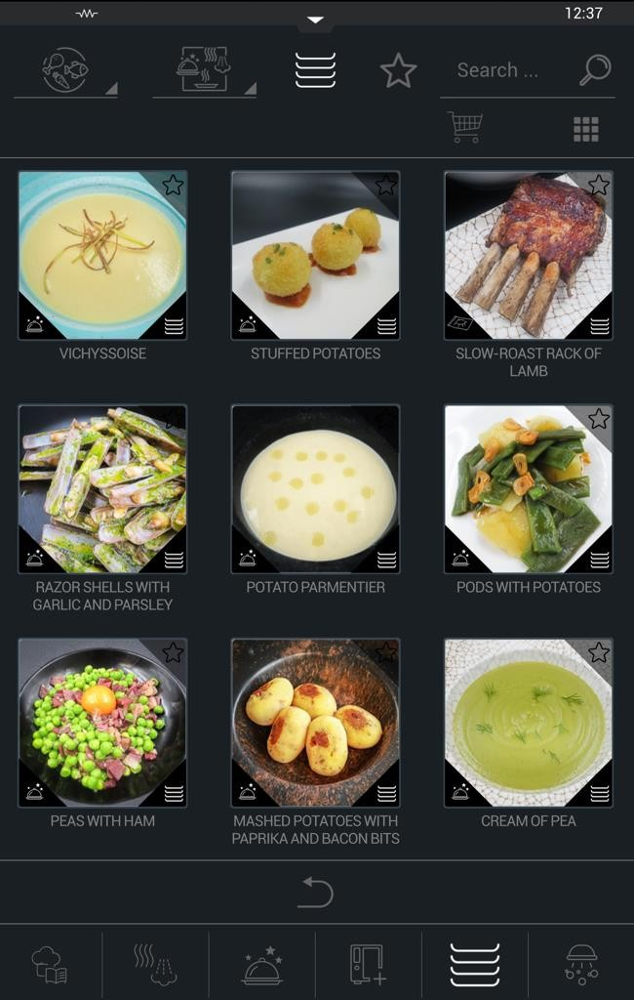 12:37
Search ...
VICHYSSOISE
STUFFED POTATOES
SLOW-ROAST RACK OF
LAMB
RAZOR SHELLS WITH
GARLIC AND PARSLEY
POTATO PARMENTIER
PODS WITH POTATOES
PEAS WITH HAM
MASHED POTATOES WITH
PAPRIKA AND BACON BITS
CREAM OF PEA